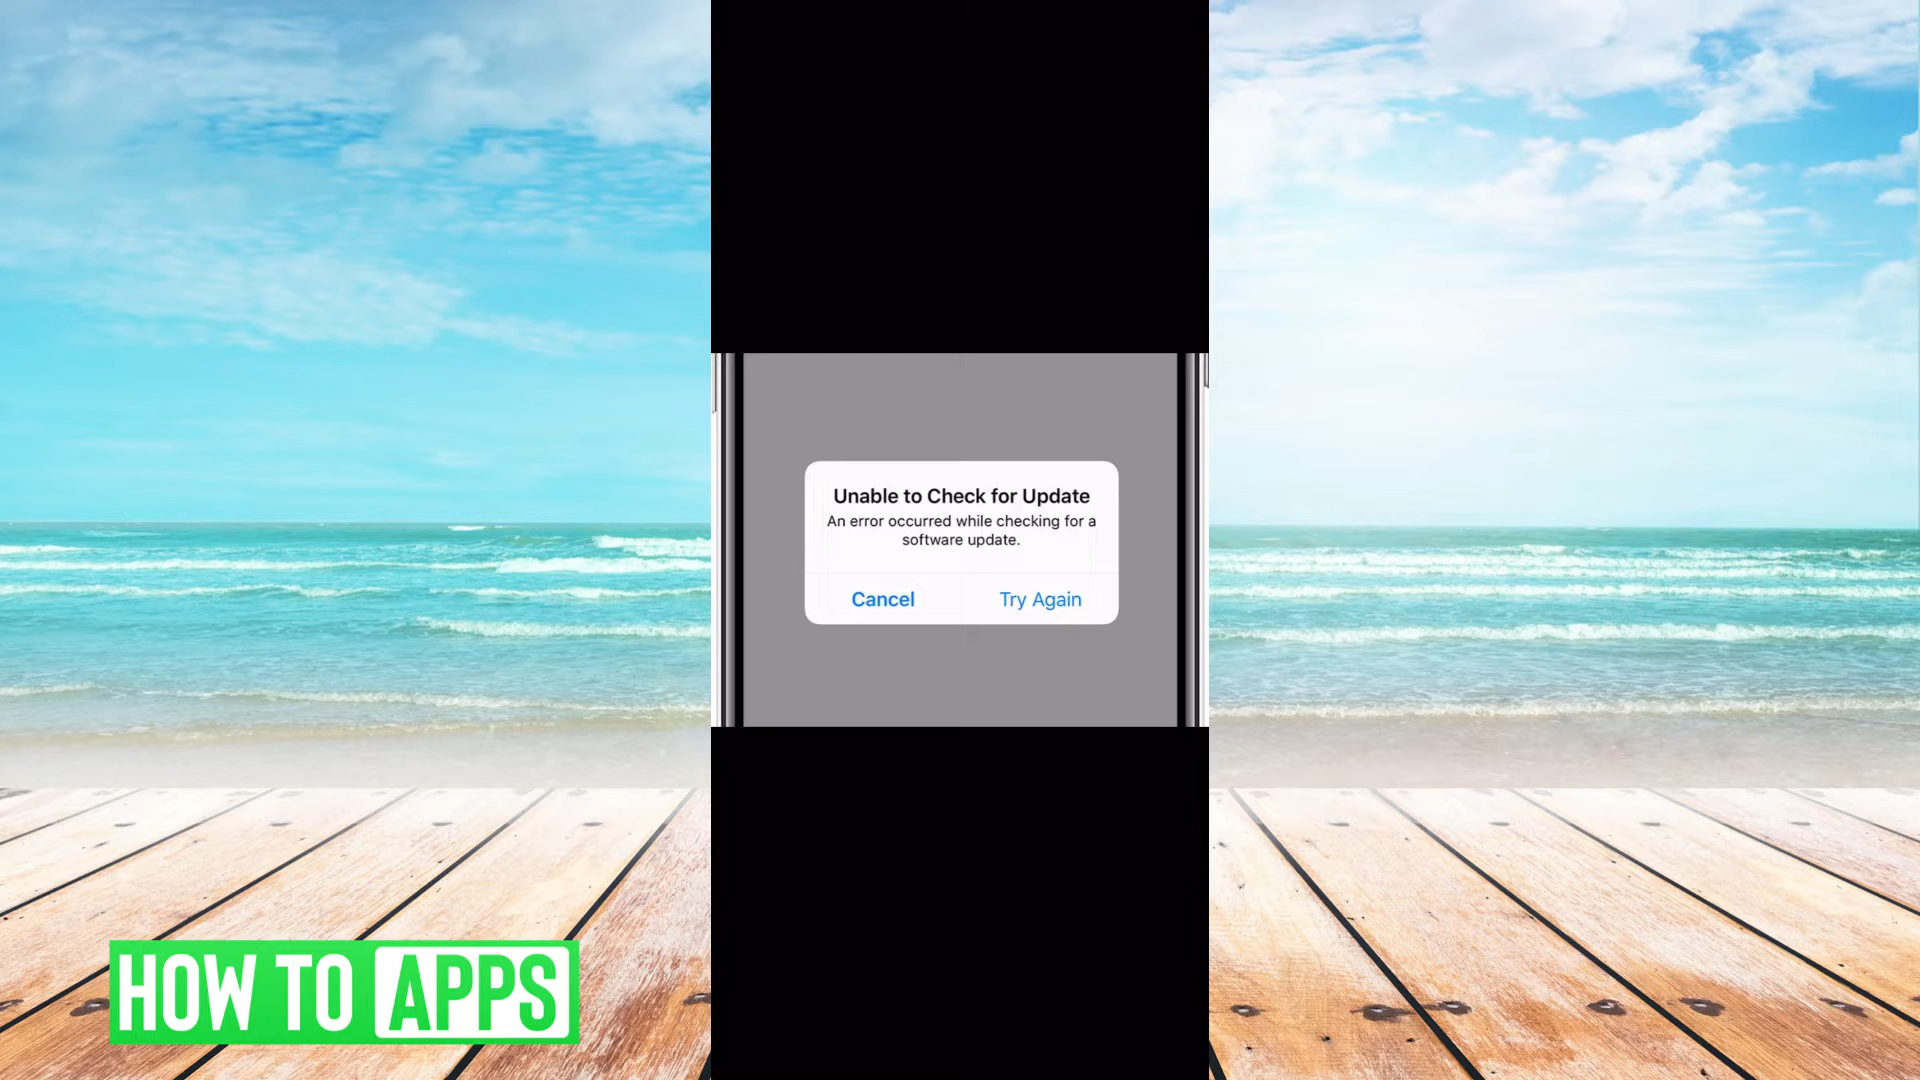 Unable to Check for Update
An error occurred while checking for a
software update.
Cancel Try Again
HOW TO APPS